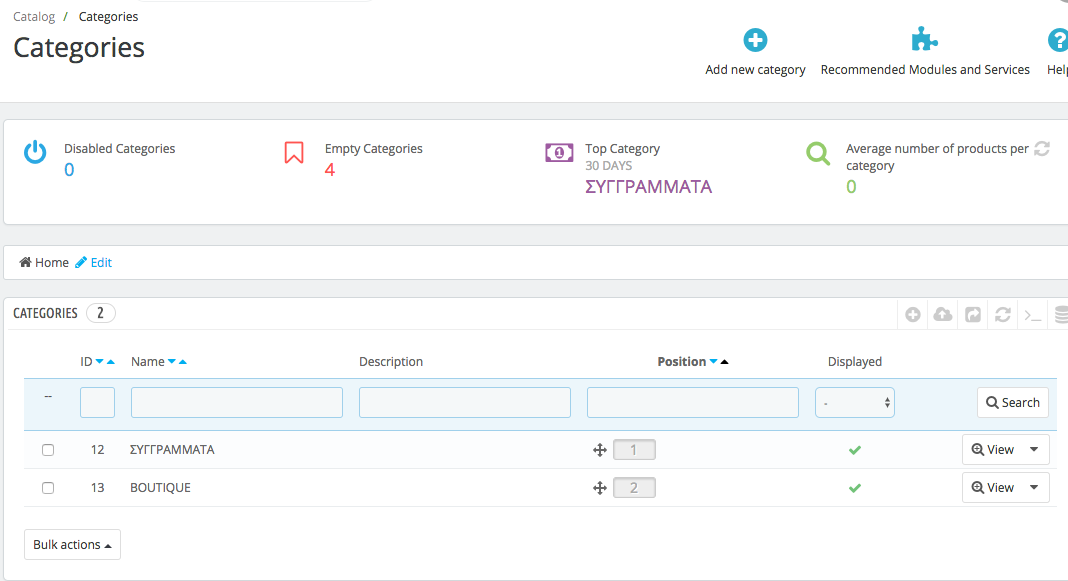 Catalog / Categories
Categories
Add new category
Recommended Modules and Services
Disabled Categories
0
Empty Categories
4
Top Category
30 DAYS
ΣΥΓΓΡΑΜΜΑΤΑ
Average number of products per
category
0
Home Edit
CATEGORIES 2
ID Name Description Position Displayed
-- - Search
12 ΣΥΓΓΡΑΜΜΑΤΑ 1 View
13 BOUTIQUE 2 View
Bulk actions